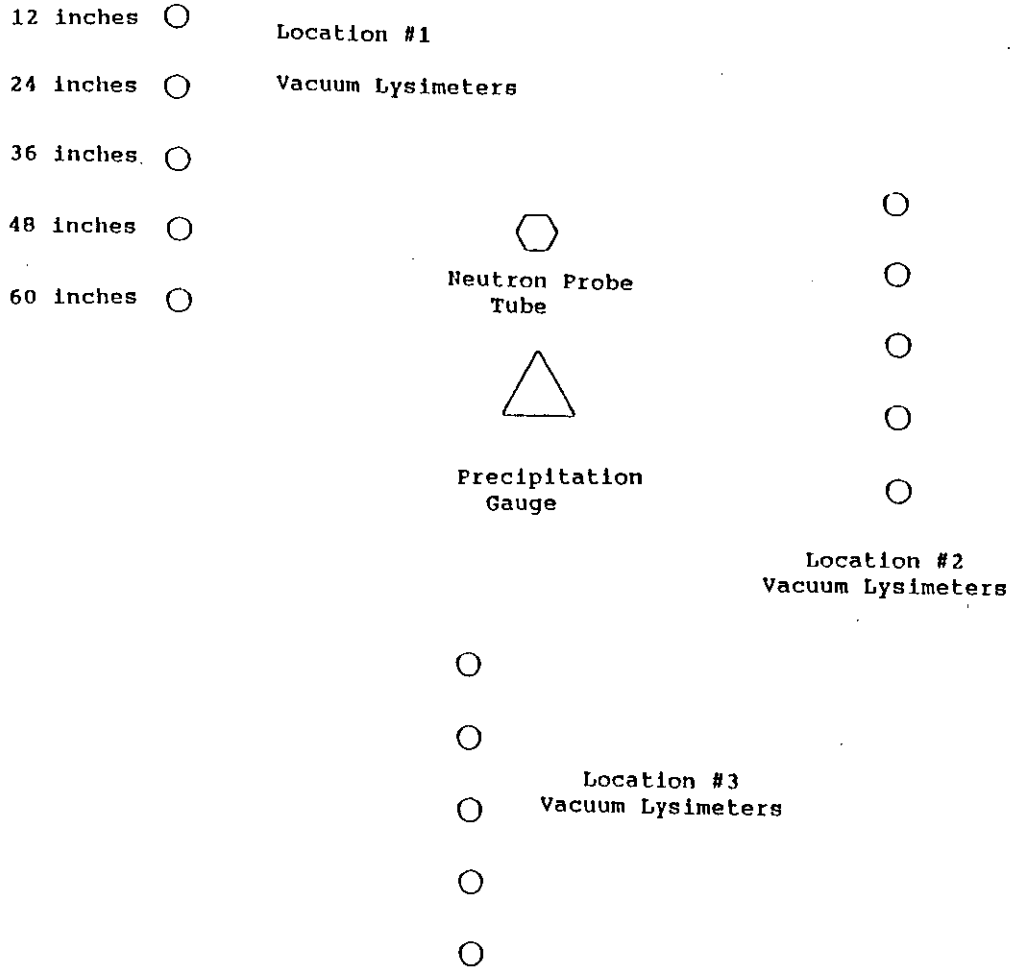 12 inches
Location #1
24 inches
Vacuum Lysimeters
36 inches
48 inches
60 inches
Neutron Probe
Tube
Precipitation
Gauge
Location #2
Vacuum Lysimeters
Location #3
Vacuum Lysimeters